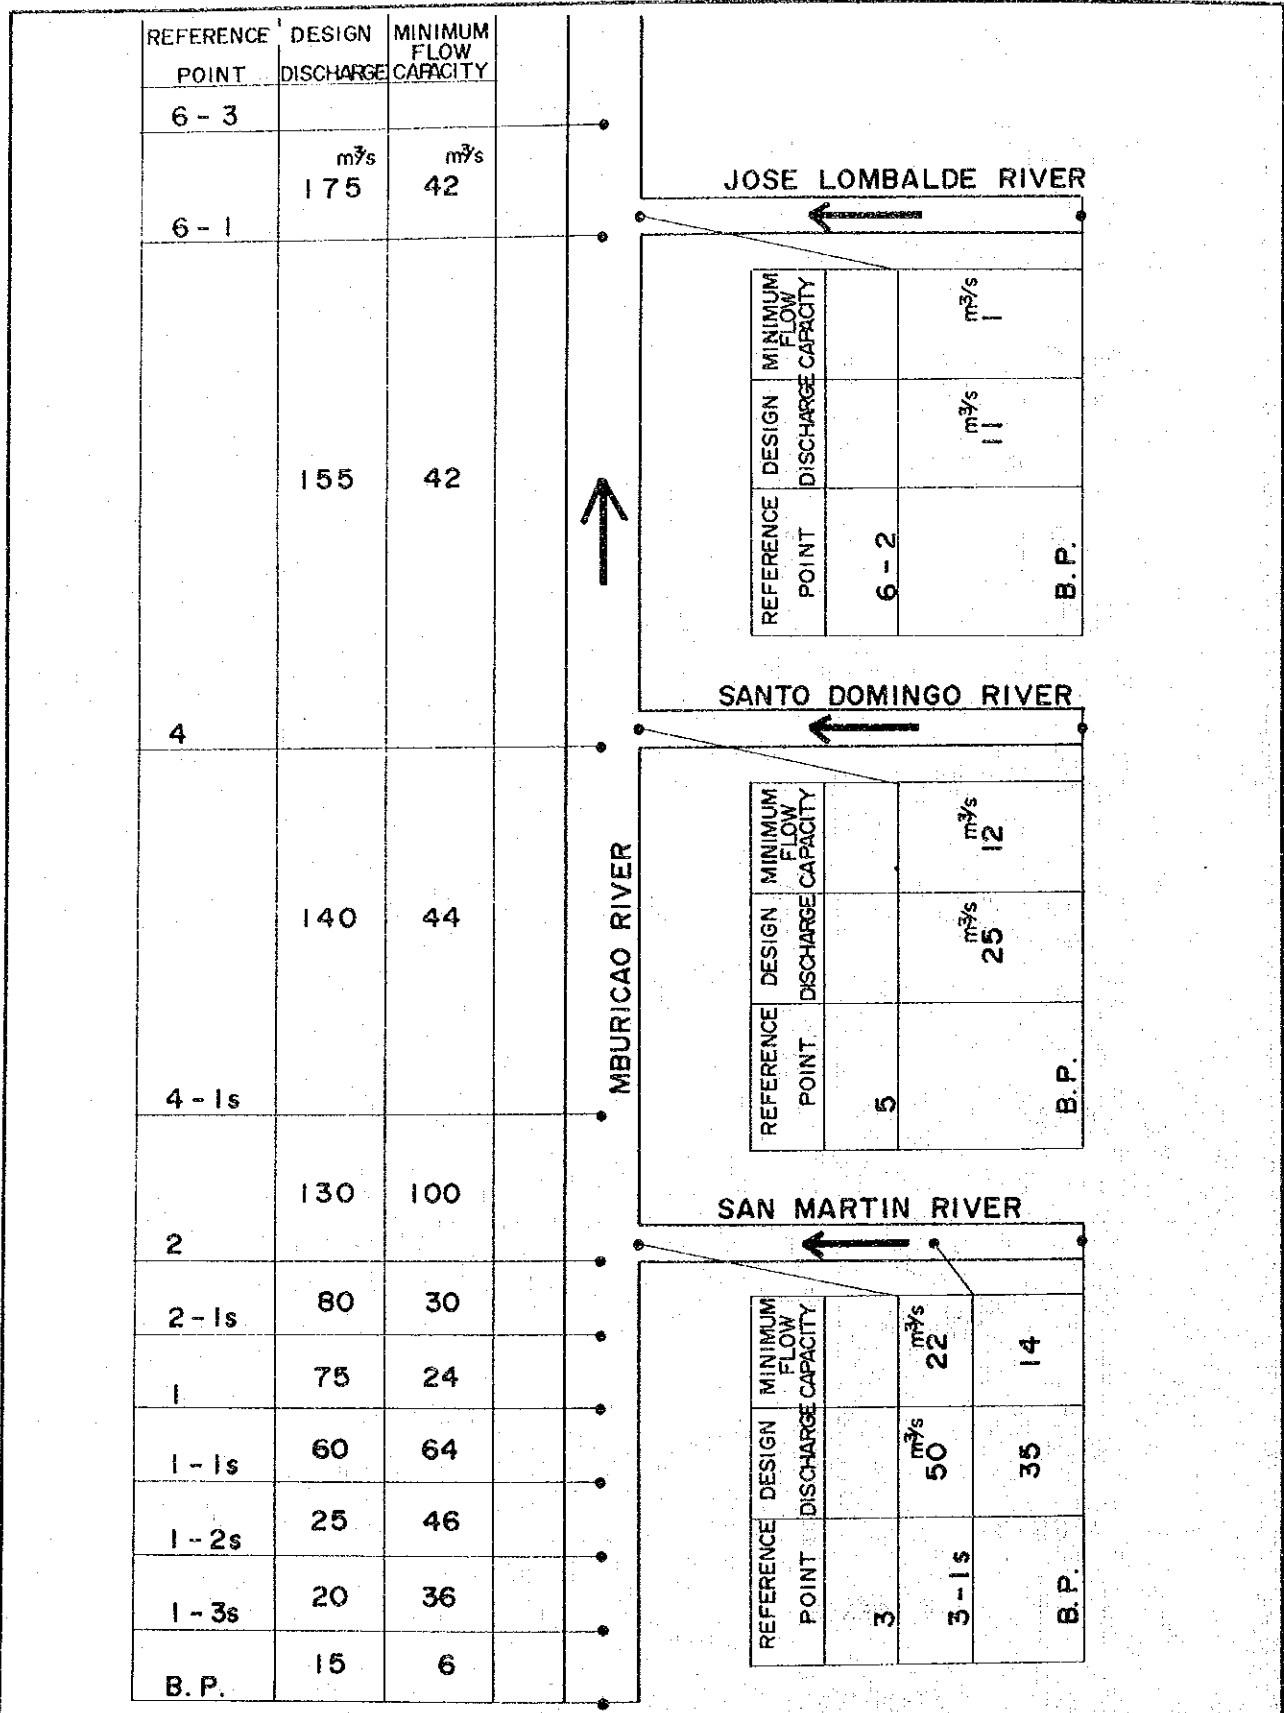 REFERENCE POINT
DESIGN DISCHARGE
MINIMUM FLOW CAPACITY
6-3
m³/s m³/s
175 42
6-1
155 42
4
140 44
4-1s
130 100
2
80 30
2-1s
75 24
1
60 64
1-1s
25 46
1-2s
20 36
1-3s
15 6
B.P.
MBURICAO RIVER
JOSE LOMBALDE RIVER
REFERENCE POINT
DESIGN DISCHARGE
MINIMUM FLOW CAPACITY
6-2
m³/s m³/s
11 1
B.P.
SANTO DOMINGO RIVER
REFERENCE POINT
DESIGN DISCHARGE
MINIMUM FLOW CAPACITY
5
m³/s m³/s
25 12
B.P.
SAN MARTIN RIVER
REFERENCE POINT
DESIGN DISCHARGE
MINIMUM FLOW CAPACITY
3
m³/s m³/s
50 22
3-1s
35 14
B.P.